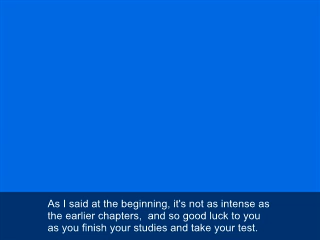 As I said at the beginning, it's not as intense as
the earlier chapters,  and so good luck to you
as you finish your studies and take your test.